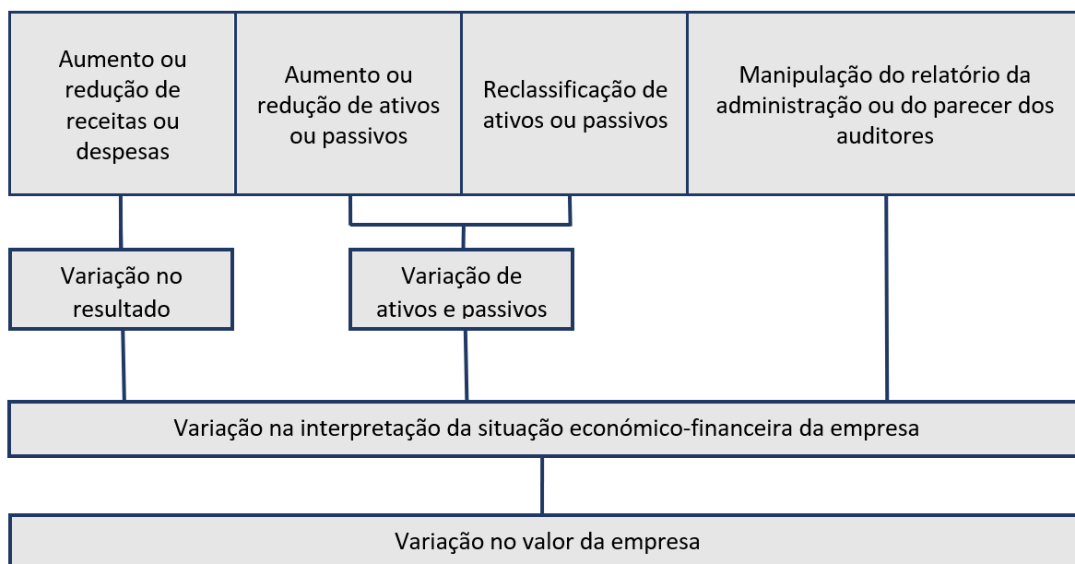 Aumento ou
redução de
receitas ou
despesas
Aumento ou
redução de ativos
ou passivos
Reclassificação de
ativos ou passivos
Manipulação do relatório da
administração ou do parecer dos
auditores
Variação no
resultado
Variação de
ativos e passivos
Variação na interpretação da situação económico-financeira da empresa
Variação no valor da empresa